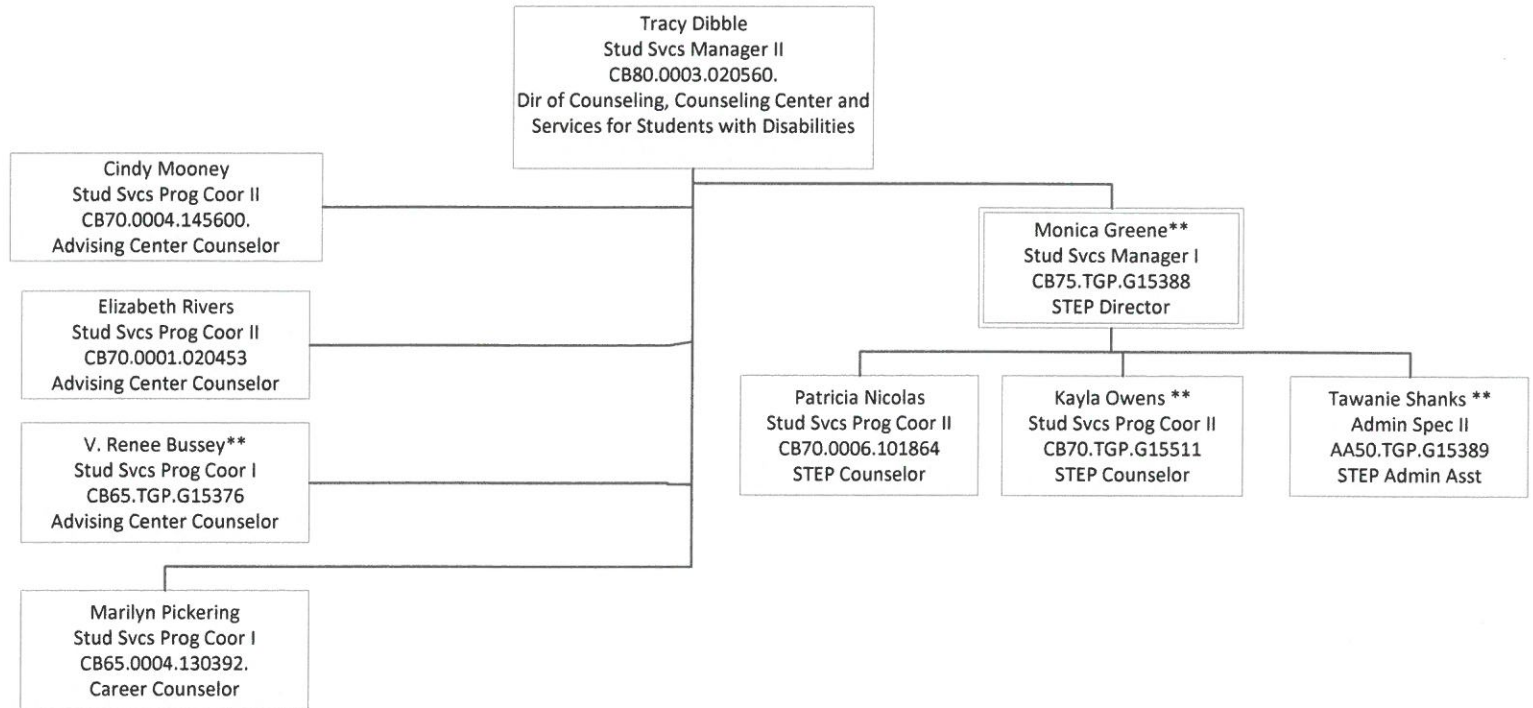 Tracy Dibble
Stud Svcs Manager II
CB80.0003.020560.
Dir of Counseling, Counseling Center and
Services for Students with Disabilities
Cindy Mooney
Stud Svcs Prog Coor II
CB70.0004.145600.
Advising Center Counselor
Elizabeth Rivers
Stud Svcs Prog Coor II
CB70.0001.020453
Advising Center Counselor
V. Renee Bussey**
Stud Svcs Prog Coor I
CB65.TGP.G15376
Advising Center Counselor
Marilyn Pickering
Stud Svcs Prog Coor I
CB65.0004.130392.
Career Counselor
Monica Greene**
Stud Svcs Manager I
CB75.TGP.G15388
STEP Director
Patricia Nicolas
Stud Svcs Prog Coor II
CB70.0006.101864
STEP Counselor
Kayla Owens **
Stud Svcs Prog Coor II
CB70.TGP.G15511
STEP Counselor
Tawanie Shanks **
Admin Spec II
AA50.TGP.G15389
STEP Admin Asst